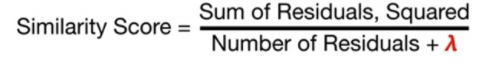 Similarity Score = Sum of Residuals, Squared
Number of Residuals + λ